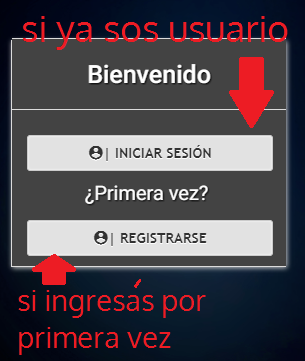 si ya sos usuario
Bienvenido
| INICIAR SESIÓN
¿Primera vez?
| REGISTRARSE
si ingresás por
primera vez